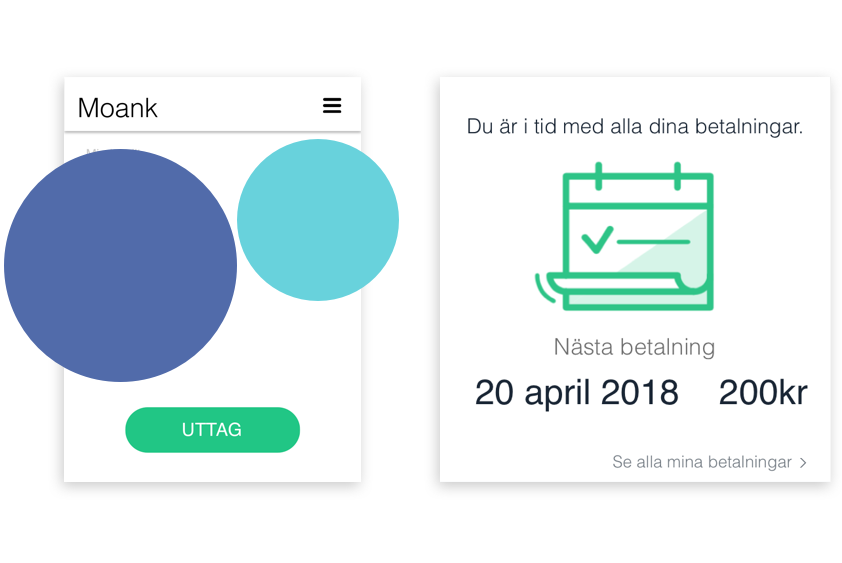 Moank
UTTAG
Du är i tid med alla dina betalningar.
Nästa betalning
20 april 2018 200kr
Se alla mina betalningar >